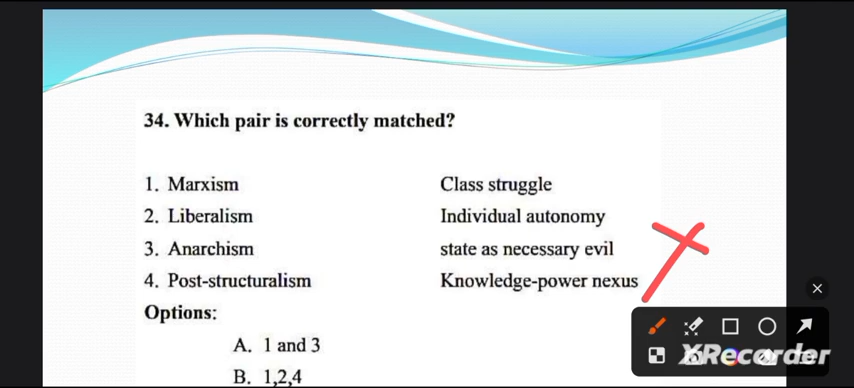 34. Which pair is correctly matched?
1. Marxism Class struggle
2. Liberalism Individual autonomy
3. Anarchism state as necessary evil
4. Post-structuralism Knowledge-power nexus
Options:
A. 1 and 3
B. 1,2,4
XRecorder